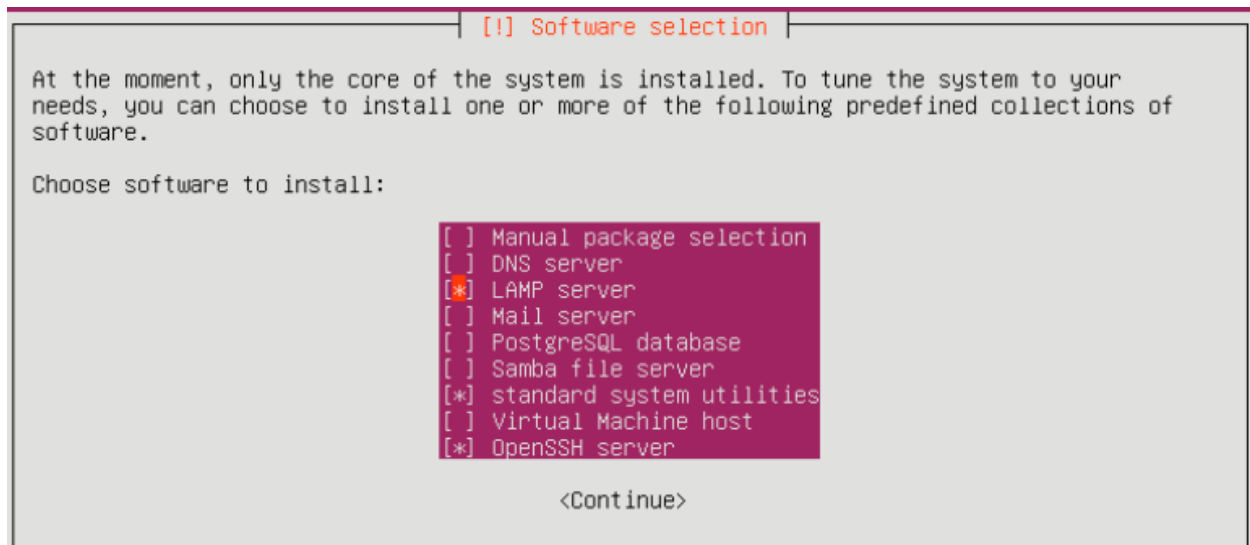 [!] Software selection
At the moment, only the core of the system is installed. To tune the system to your
needs, you can choose to install one or more of the following predefined collections of
software.
Choose software to install:
[ ] Manual package selection
[ ] DNS server
[*] LAMP server
[ ] Mail server
[ ] PostgreSQL database
[ ] Samba file server
[*] standard system utilities
[ ] Virtual Machine host
[*] OpenSSH server
<Continue>